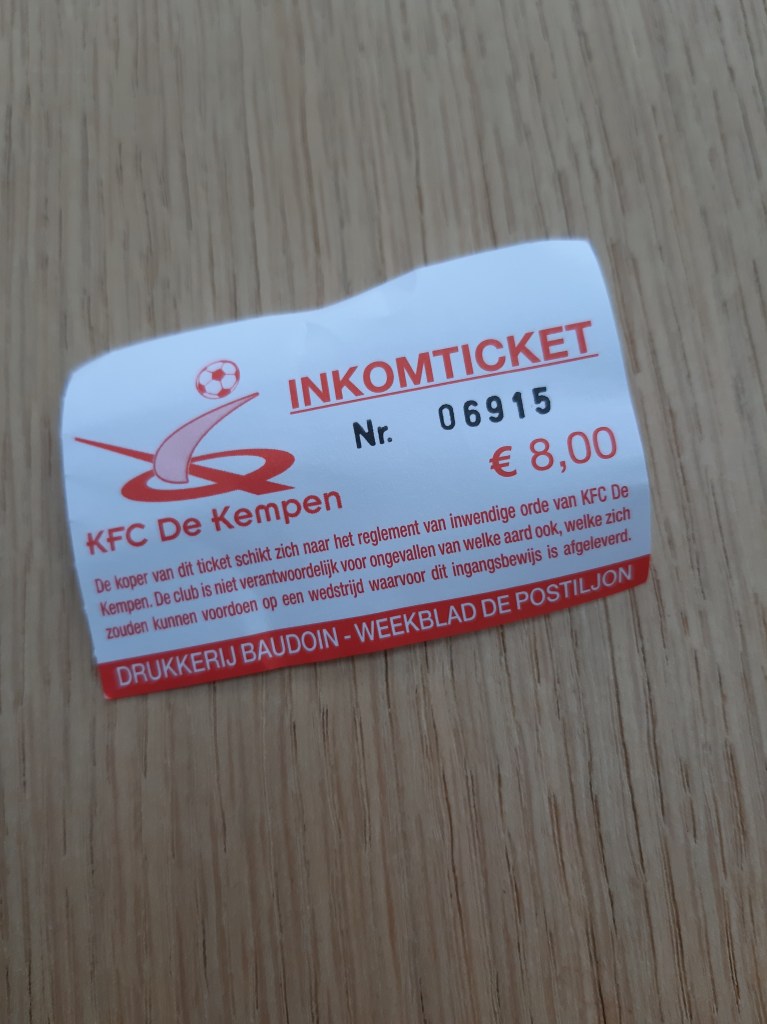 INKOMTICKET
Nr. 06915
€ 8,00
KFC De Kempen
De koper van dit ticket schikt zich naar het reglement van inwendige orde van KFC De
Kempen. De club is niet verantwoordelijk voor ongevallen van welke aard ook, welke zich
zouden kunnen voordoen op een wedstrijd waarvoor dit ingangsbewijs is afgeleverd.
DRUKKERIJ BAUDOIN - WEEKBLAD DE POSTILJON